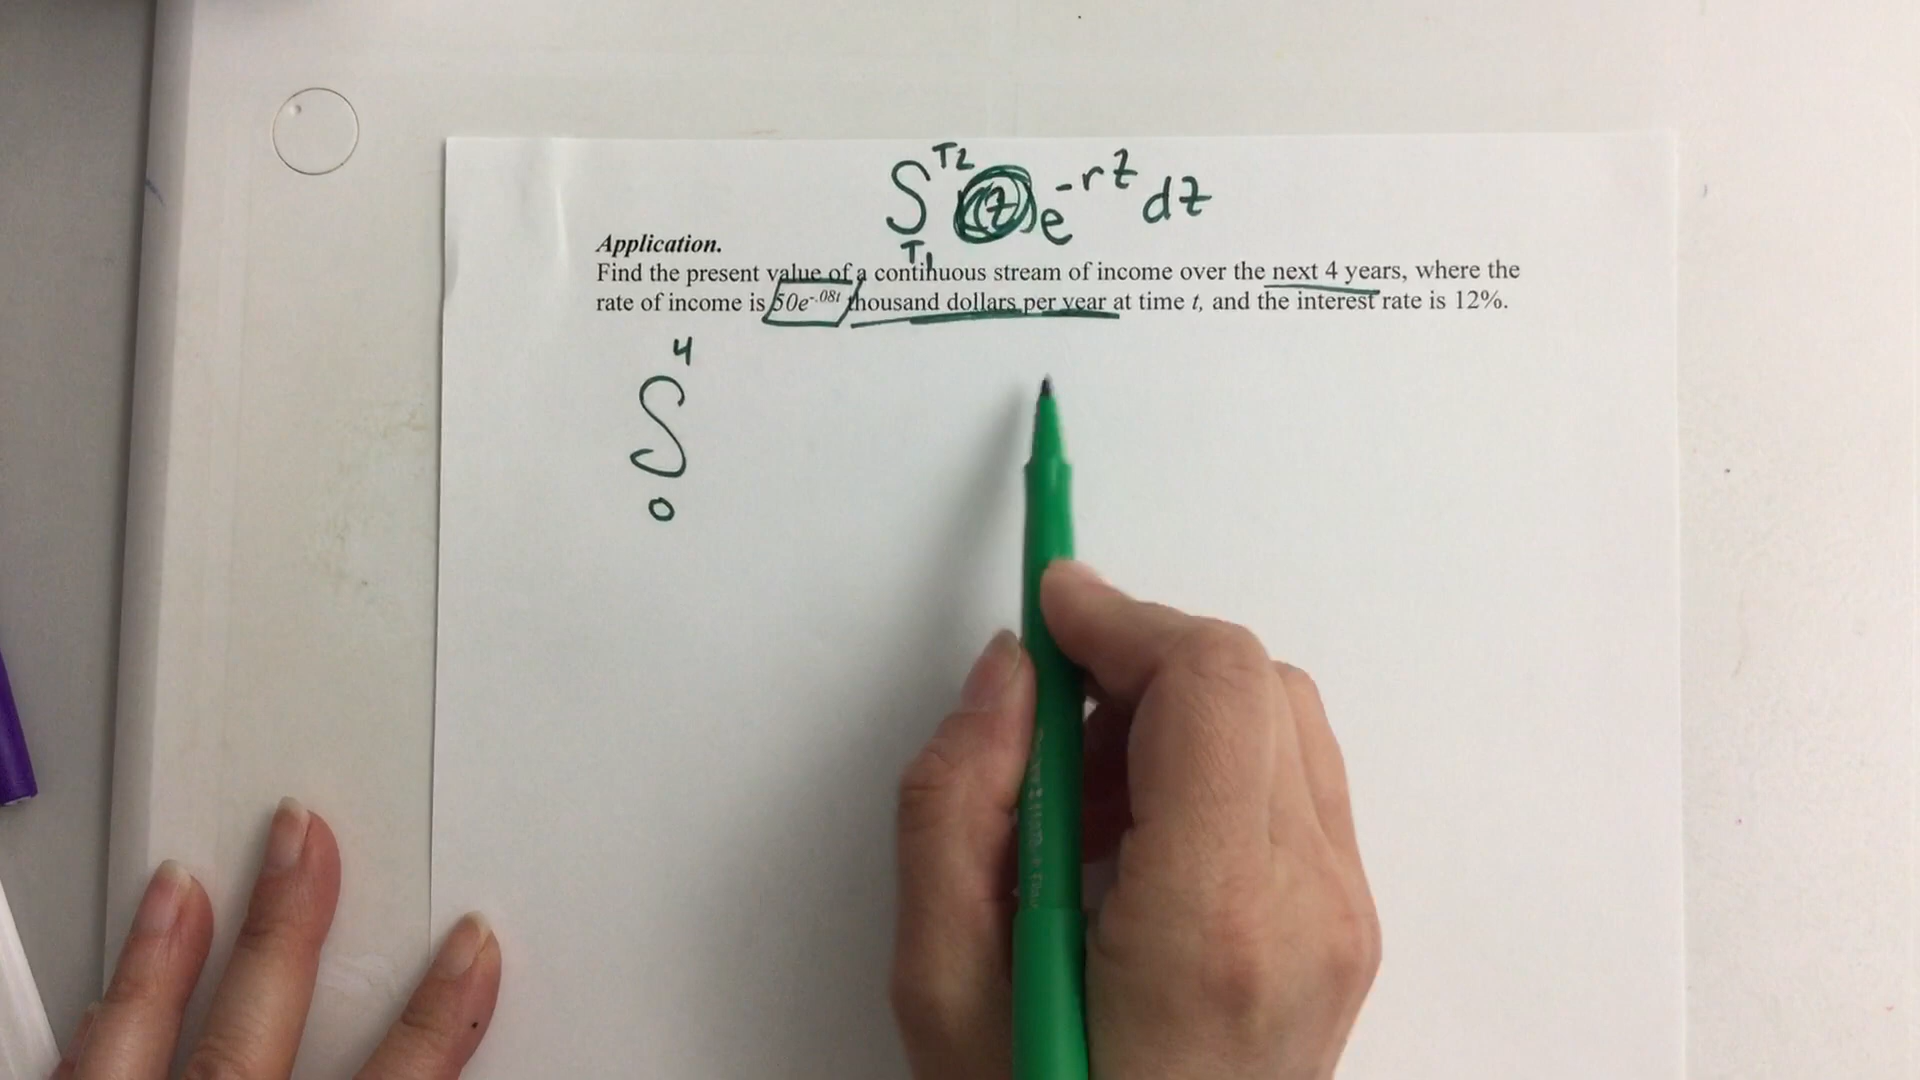 ∫ T2 T1 (z) e^-rz dz
Application.
Find the present value of a continuous stream of income over the next 4 years, where the
rate of income is 50e^-.08t thousand dollars per year at time t, and the interest rate is 12%.
4
∫
0